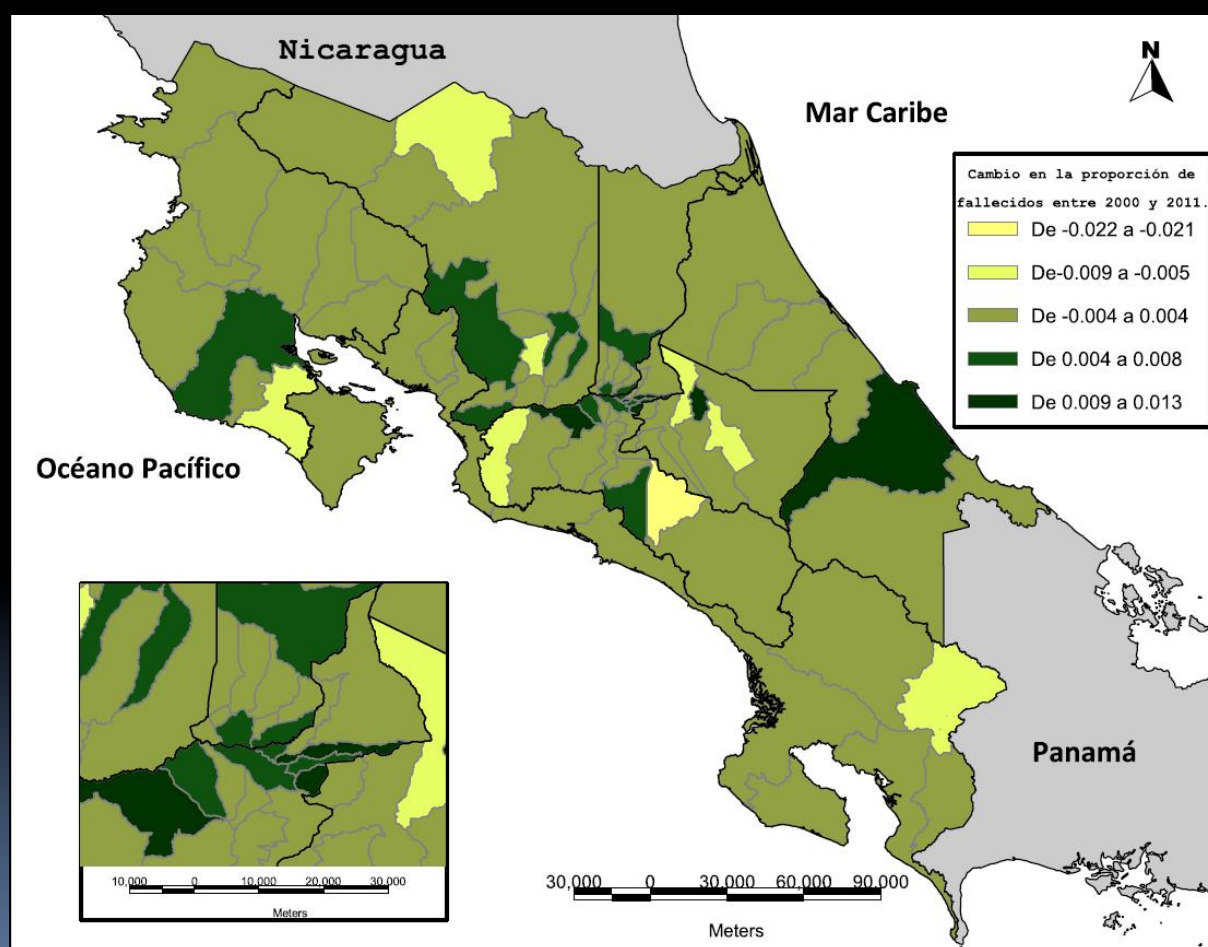 Nicaragua
N
Mar Caribe
Cambio en la proporción de
fallecidos entre 2000 y 2011.
De -0.022 a -0.021
De-0.009 a -0.005
De -0.004 a 0.004
De 0.004 a 0.008
De 0.009 a 0.013
Océano Pacífico
Panamá
10,000 0 10,000 20,000 30,000
Meters
30,000 0 30,000 60,000 90,000
Meters